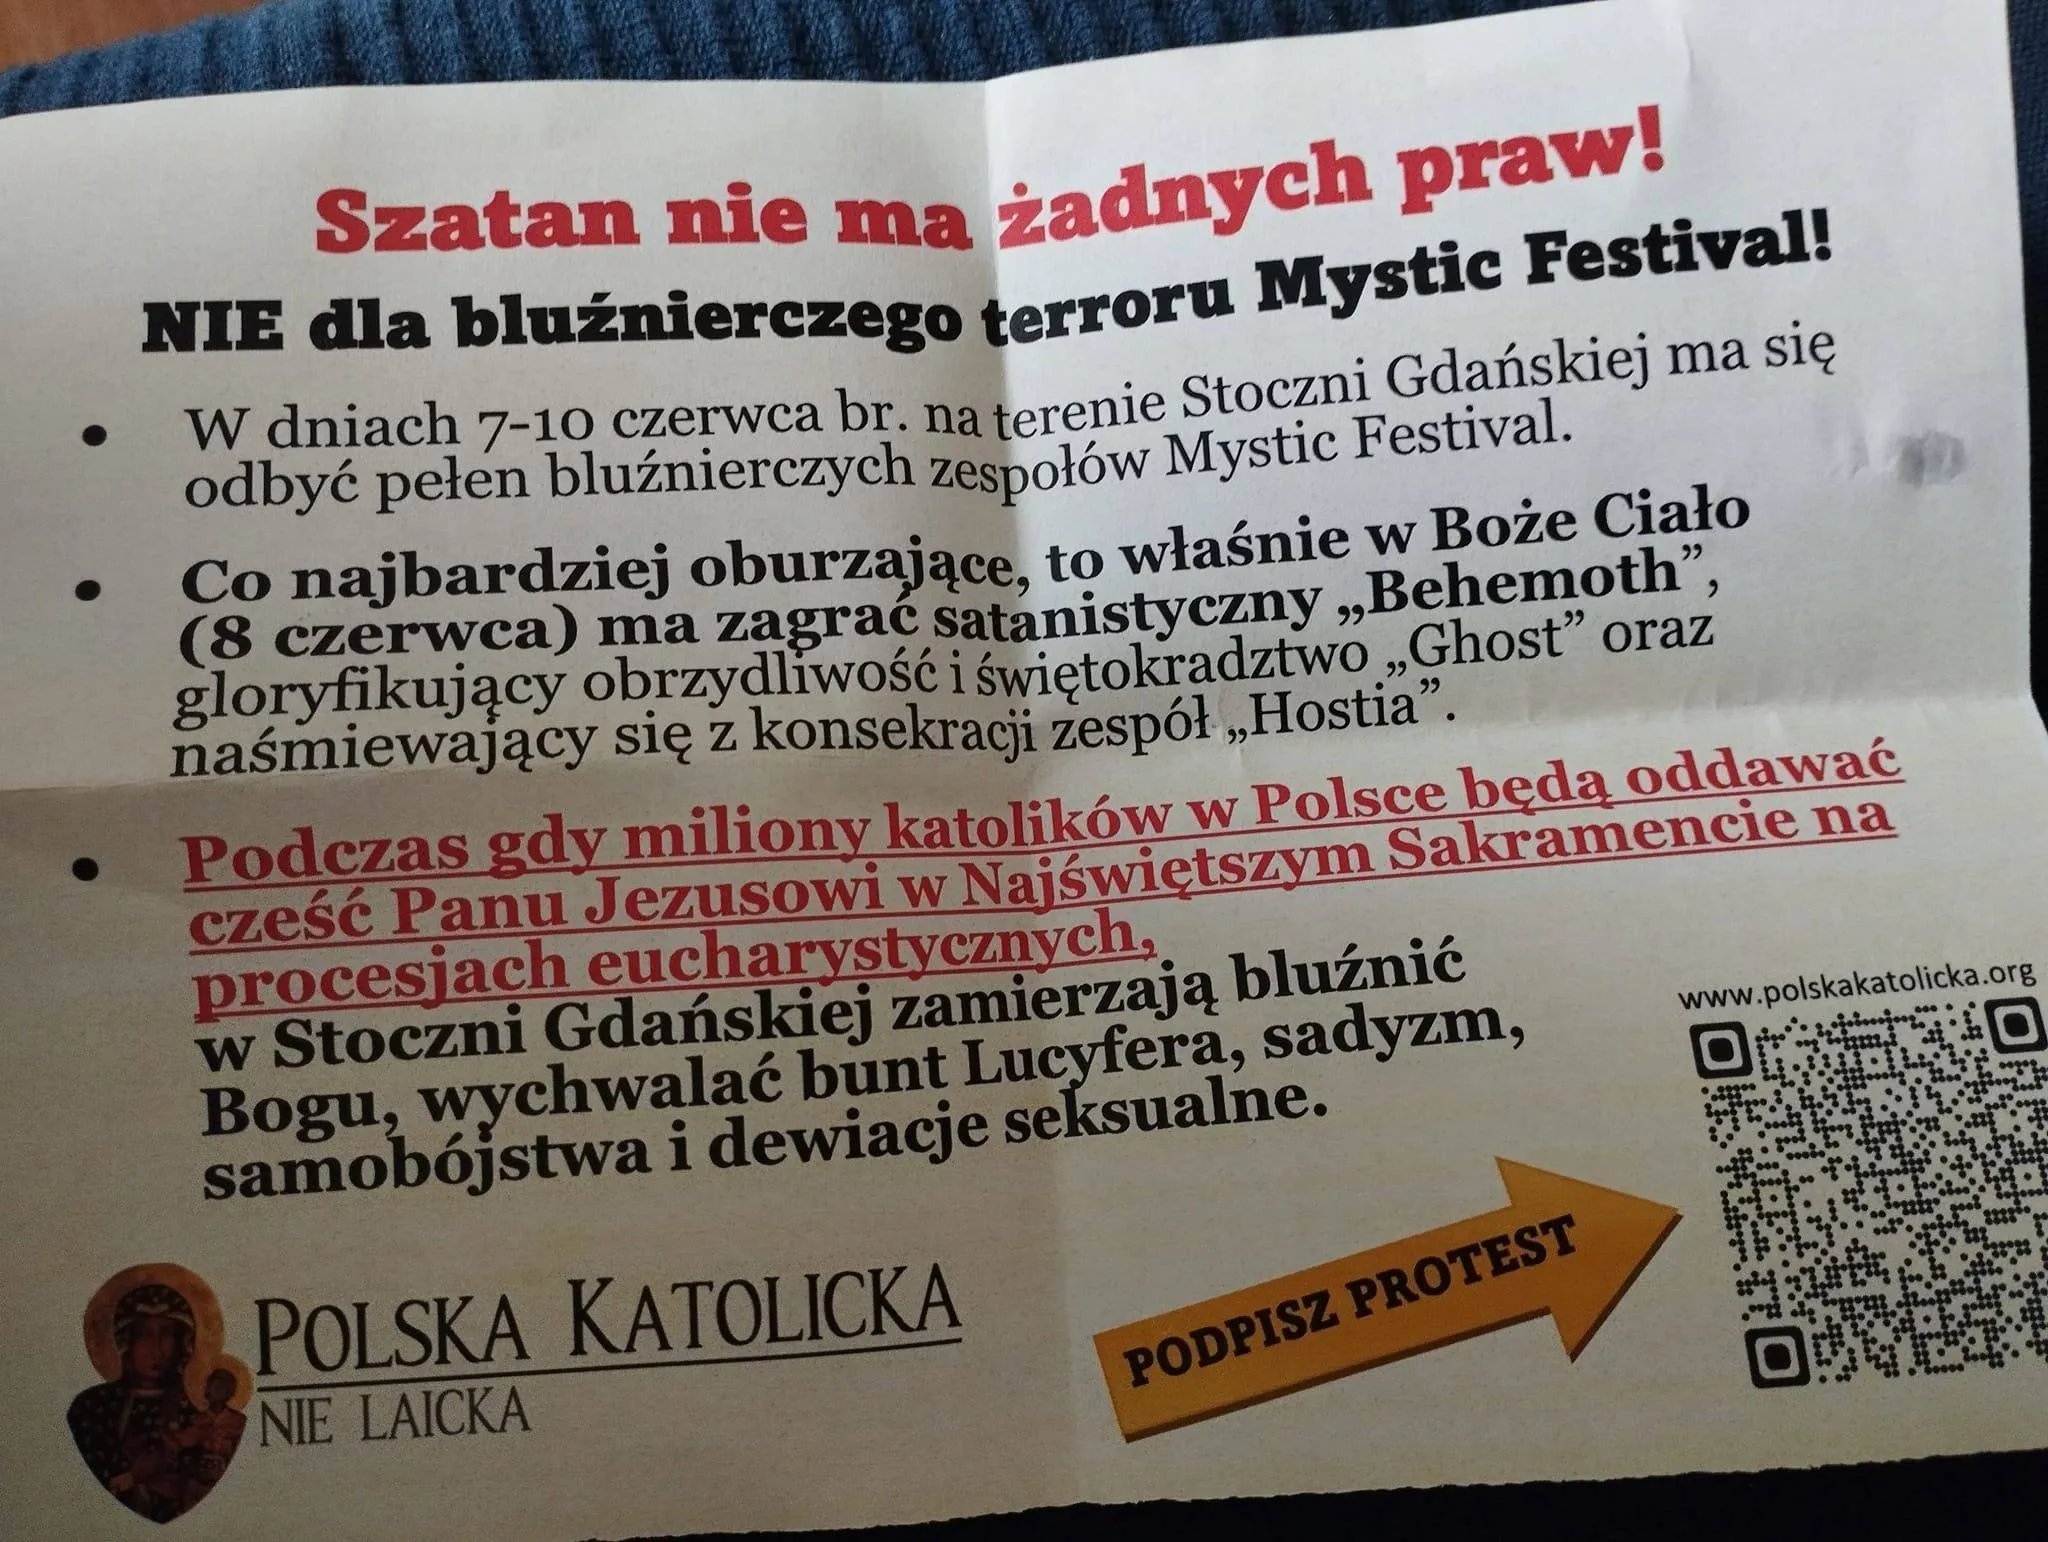 Szatan nie ma żadnych praw!
NIE dla bluźnierczego terroru Mystic Festival!
• W dniach 7-10 czerwca br. na terenie Stoczni Gdańskiej ma się
odbyć pełen bluźnierczych zespołów Mystic Festival.
• Co najbardziej oburzające, to właśnie w Boże Ciało
(8 czerwca) ma zagrać satanistyczny „Behemoth”,
gloryfikujący obrzydliwość i świętokradztwo „Ghost” oraz
naśmiewający się z konsekracji zespół „Hostia”.
• Podczas gdy miliony katolików w Polsce będą oddawać
cześć Panu Jezusowi w Najświętszym Sakramencie na
procesjach eucharystycznych,
w Stoczni Gdańskiej zamierzają bluźnić
Bogu, wychwalać bunt Lucyfera, sadyzm,
samobójstwa i dewiacje seksualne.
www.polskakatolicka.org
PODPISZ PROTEST
POLSKA KATOLICKA
NIE LAICKA